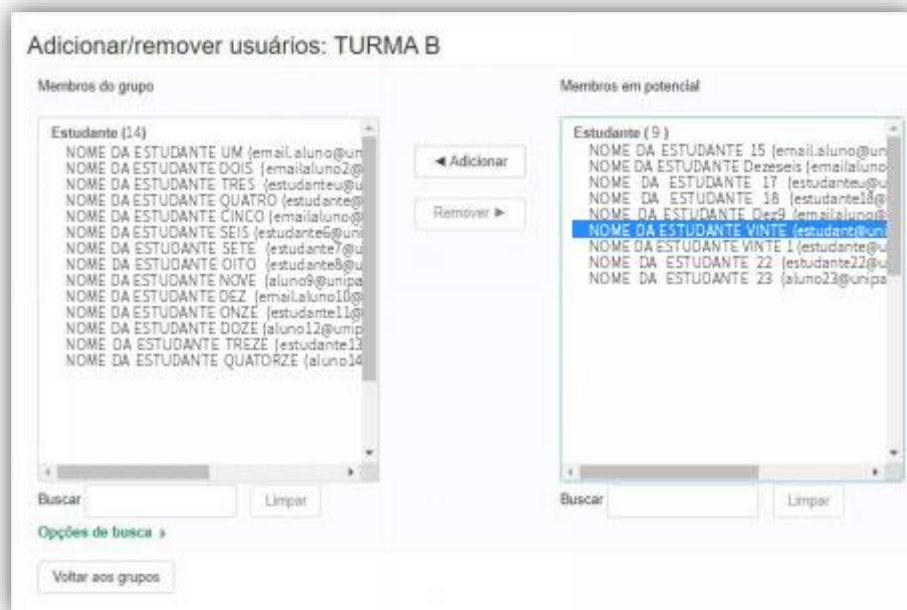 Adicionar/remover usuários: TURMA B
Membros do grupo
Estudante (14)
NOME DA ESTUDANTE UM (email.aluno@un
NOME DA ESTUDANTE DOIS (emailaluno2@
NOME DA ESTUDANTE TRES (estudanteu@u
NOME DA ESTUDANTE QUATRO (estudante@
NOME DA ESTUDANTE CINCO (emailaluno@
NOME DA ESTUDANTE SEIS (estudante6@uni
NOME DA ESTUDANTE SETE (estudante7@u
NOME DA ESTUDANTE OITO (estudante8@u
NOME DA ESTUDANTE NOVE (aluno9@unipa
NOME DA ESTUDANTE DEZ (email.aluno10@
NOME DA ESTUDANTE ONZE (estudante11@
NOME DA ESTUDANTE DOZE (aluno12@unip
NOME DA ESTUDANTE TREZE (estudante13
NOME DA ESTUDANTE QUATORZE (aluno14
Buscar
Limpar
Opções de busca
Voltar aos grupos
◄ Adicionar
Remover ►
Membros em potencial
Estudante ( 9 )
NOME DA ESTUDANTE 15 (email.aluno@un
NOME DA ESTUDANTE Dezeseis (emailaluno
NOME DA ESTUDANTE 17 (estudanteu@u
NOME DA ESTUDANTE 18 (estudante18@
NOME DA ESTUDANTE Dez9 (emailaluno@
NOME DA ESTUDANTE VINTE (estudant@uni
NOME DA ESTUDANTE VINTE 1 (estudante@u
NOME DA ESTUDANTE 22 (estudante22@u
NOME DA ESTUDANTE 23 (aluno23@unipa
Buscar
Limpar